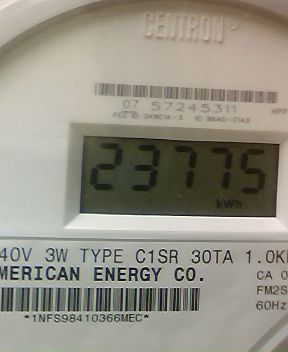 CENTRON®
07 57245311
23775
kWh
40V 3W TYPE C1SR 30TA 1.0K
MERICAN ENERGY CO.
CA 0
FM2S
60Hz
*1NFS98410366MEC*